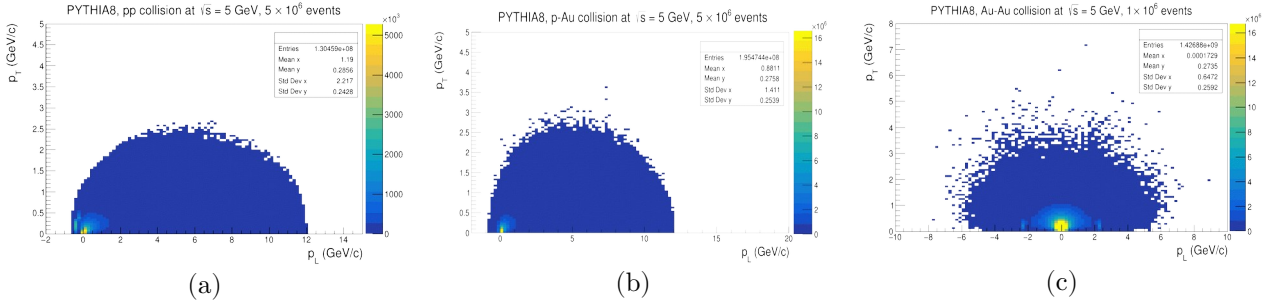 PYTHIA8, pp collision at √s = 5 GeV, 5 × 10⁶ events
p_T (GeV/c)
5
4.5
4
3.5
3
2.5
2
1.5
1
0.5
0
−2 0 2 4 6 8 10 12 14
p_L (GeV/c)
Entries 1.30459e+08
Mean x 1.19
Mean y 0.2856
Std Dev x 2.217
Std Dev y 0.2428
×10³
5000
4000
3000
2000
1000
0
(a)
PYTHIA8, p-Au collision at √s = 5 GeV, 5 × 10⁶ events
p_T (GeV/c)
5
4.5
4
3.5
3
2.5
2
1.5
1
0.5
0
0 5 10 15 20
p_L (GeV/c)
Entries 1.954744e+08
Mean x 0.8811
Mean y 0.2758
Std Dev x 1.411
Std Dev y 0.2539
×10⁶
16
14
12
10
8
6
4
2
0
(b)
PYTHIA8, Au-Au collision at √s = 5 GeV, 1 × 10⁶ events
p_T (GeV/c)
8
7
6
5
4
3
2
1
0
−10 −8 −6 −4 −2 0 2 4 6 8 10
p_L (GeV/c)
Entries 1.42688e+09
Mean x 0.0001729
Mean y 0.2735
Std Dev x 0.6472
Std Dev y 0.2592
×10⁶
16
14
12
10
8
6
4
2
0
(c)